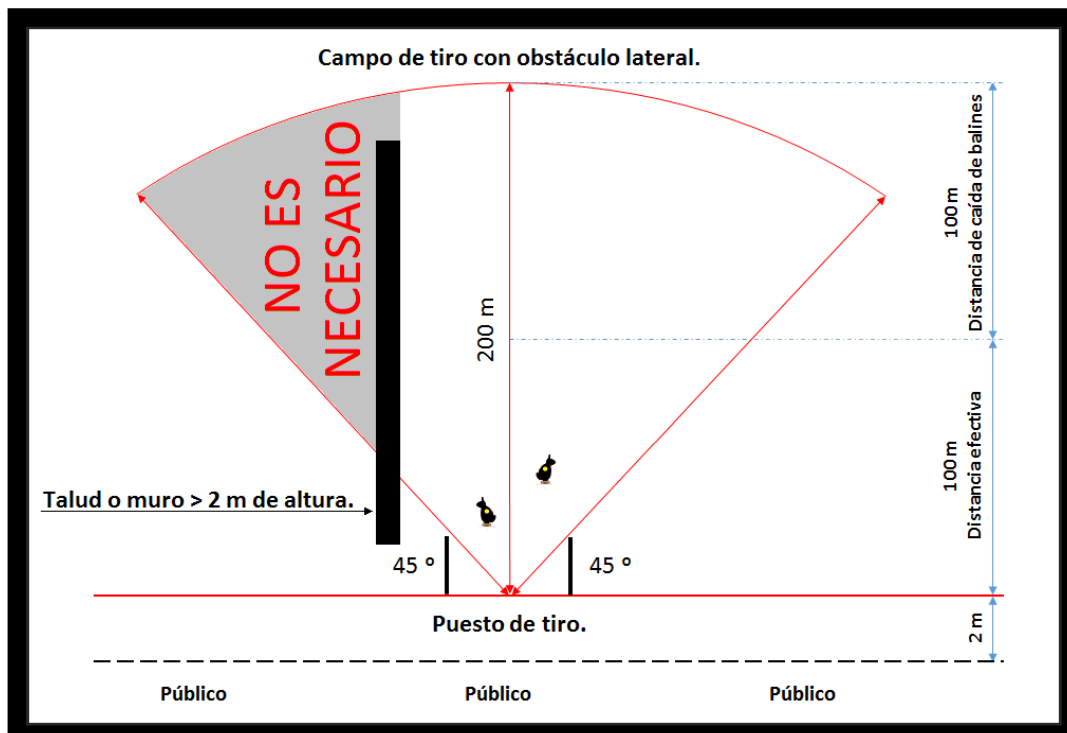 Campo de tiro con obstáculo lateral.
NO ES
NECESARIO
200 m
100 m
Distancia de caída de balines
100 m
Distancia efectiva
Talud o muro > 2 m de altura.
45 º
45 º
Puesto de tiro.
2 m
Público
Público
Público